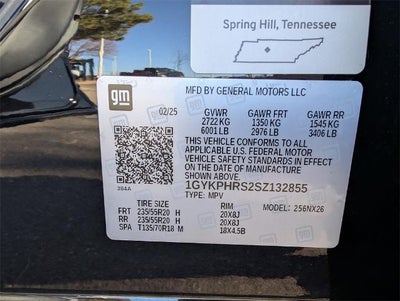 Spring Hill, Tennessee
gm
MFD BY GENERAL MOTORS LLC
02/25 GVWR GAWR FRT GAWR RR
2722 KG 1350 KG 1545 KG
6001 LB 2976 LB 3406 LB
THIS VEHICLE CONFORMS TO ALL
APPLICABLE U.S. FEDERAL MOTOR
VEHICLE SAFETY STANDARDS IN EFFECT
ON THE DATE OF MANUFACTURE
SHOWN ABOVE.
1GYKPHRS2SZ132855
384A TYPE: MPV
TIRE SIZE RIM MODEL: 256NX26
FRT 235/55R20 H 20X8J
RR 235/55R20 H 20X8J
SPA T135/70R18 M 18X4.5B